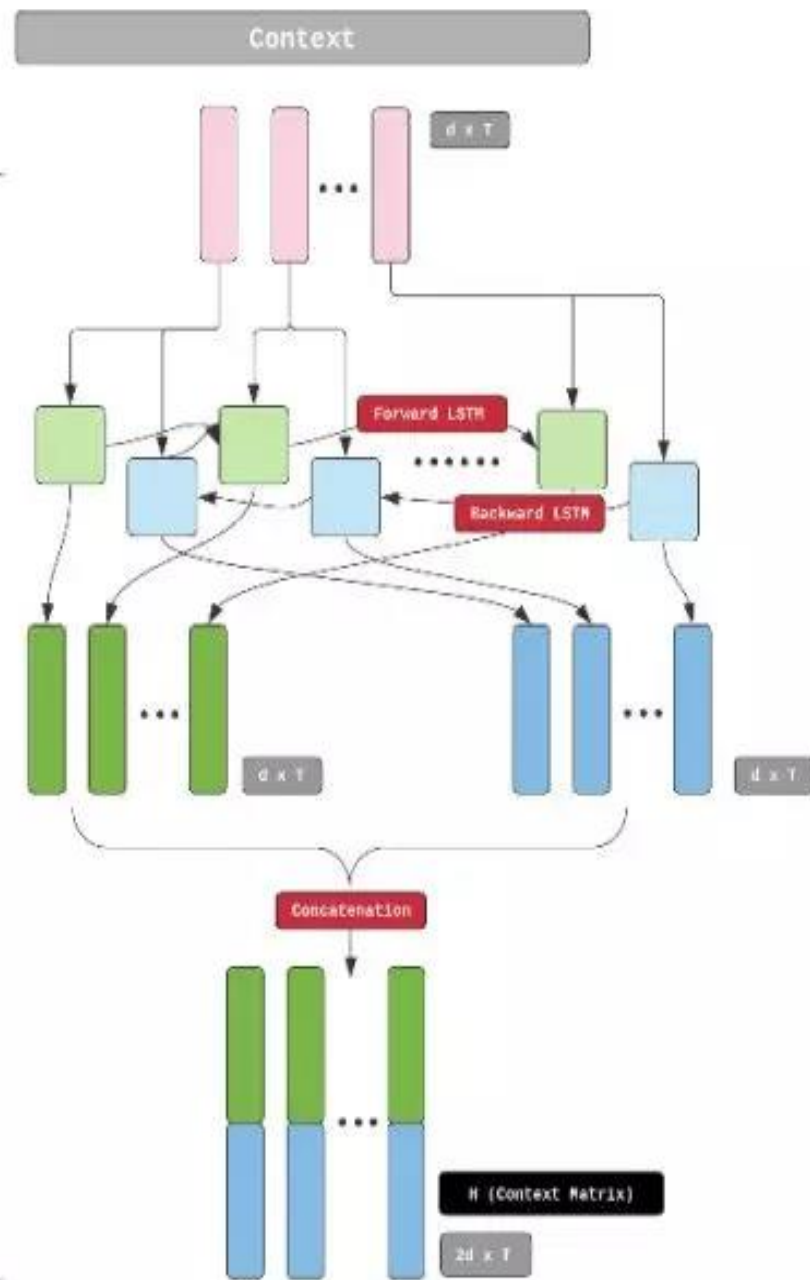 Context
d x T
Forward LSTM
Backward LSTM
d x T
d x T
Concatenation
H (Context Matrix)
2d x T